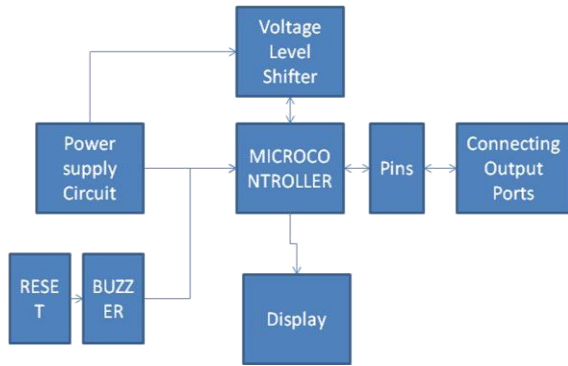 Voltage
Level
Shifter
Power
supply
Circuit
MICROCO
NTROLLER
Pins
Connecting
Output
Ports
RESE
T
BUZZ
ER
Display